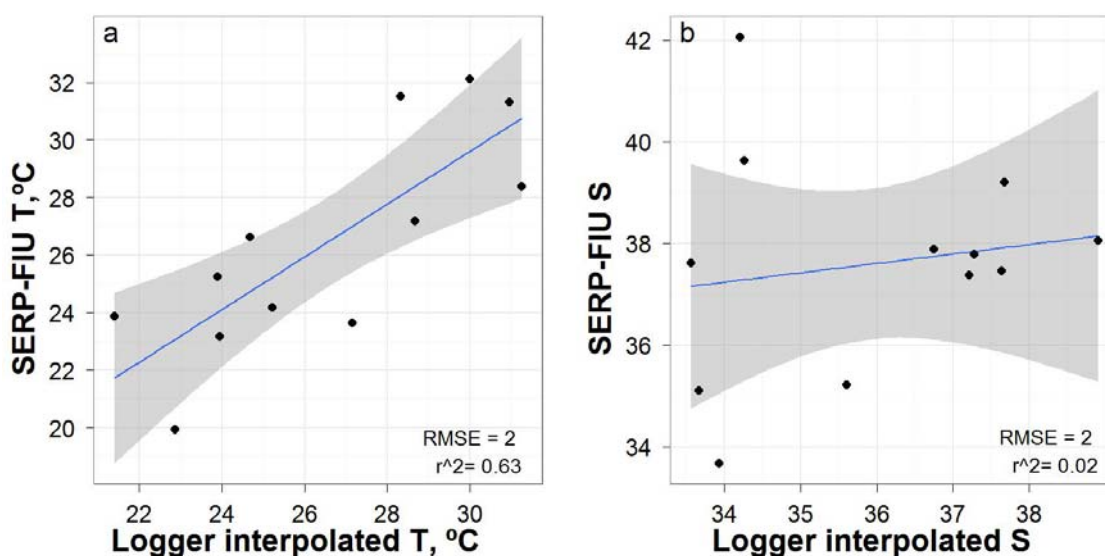 a
SERP-FIU T,ºC
32
30
28
26
24
22
20
RMSE = 2
r^2= 0.63
22 24 26 28 30
Logger interpolated T, ºC
b
SERP-FIU S
42
40
38
36
34
RMSE = 2
r^2= 0.02
34 35 36 37 38
Logger interpolated S